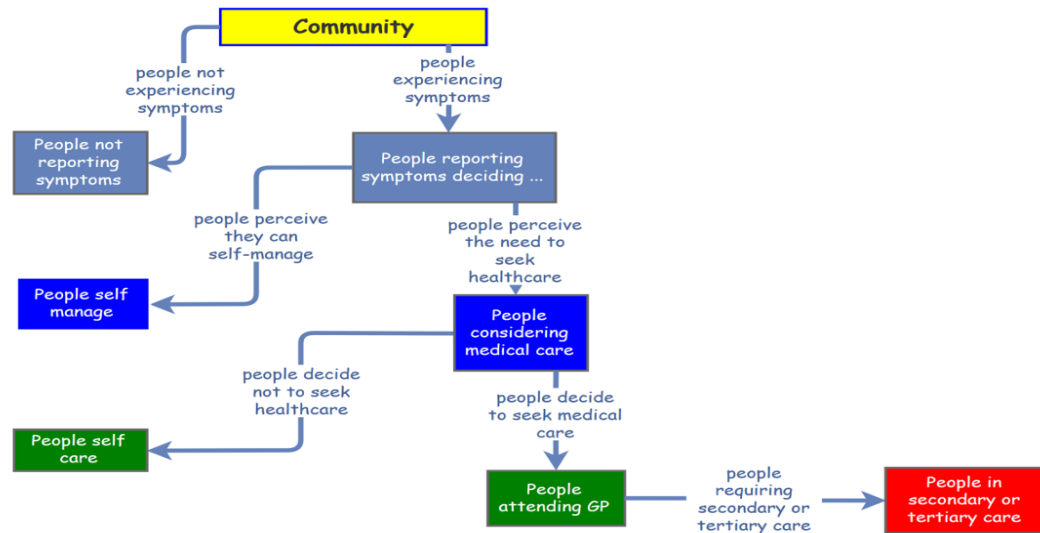 Community
people not
experiencing
symptoms
people
experiencing
symptoms
People not
reporting
symptoms
People reporting
symptoms deciding ...
people perceive
they can
self-manage
people perceive
the need to
seek
healthcare
People self
manage
People
considering
medical care
people decide
not to seek
healthcare
people decide
to seek medical
care
People self
care
People
attending GP
people
requiring
secondary or
tertiary care
People in
secondary or
tertiary care